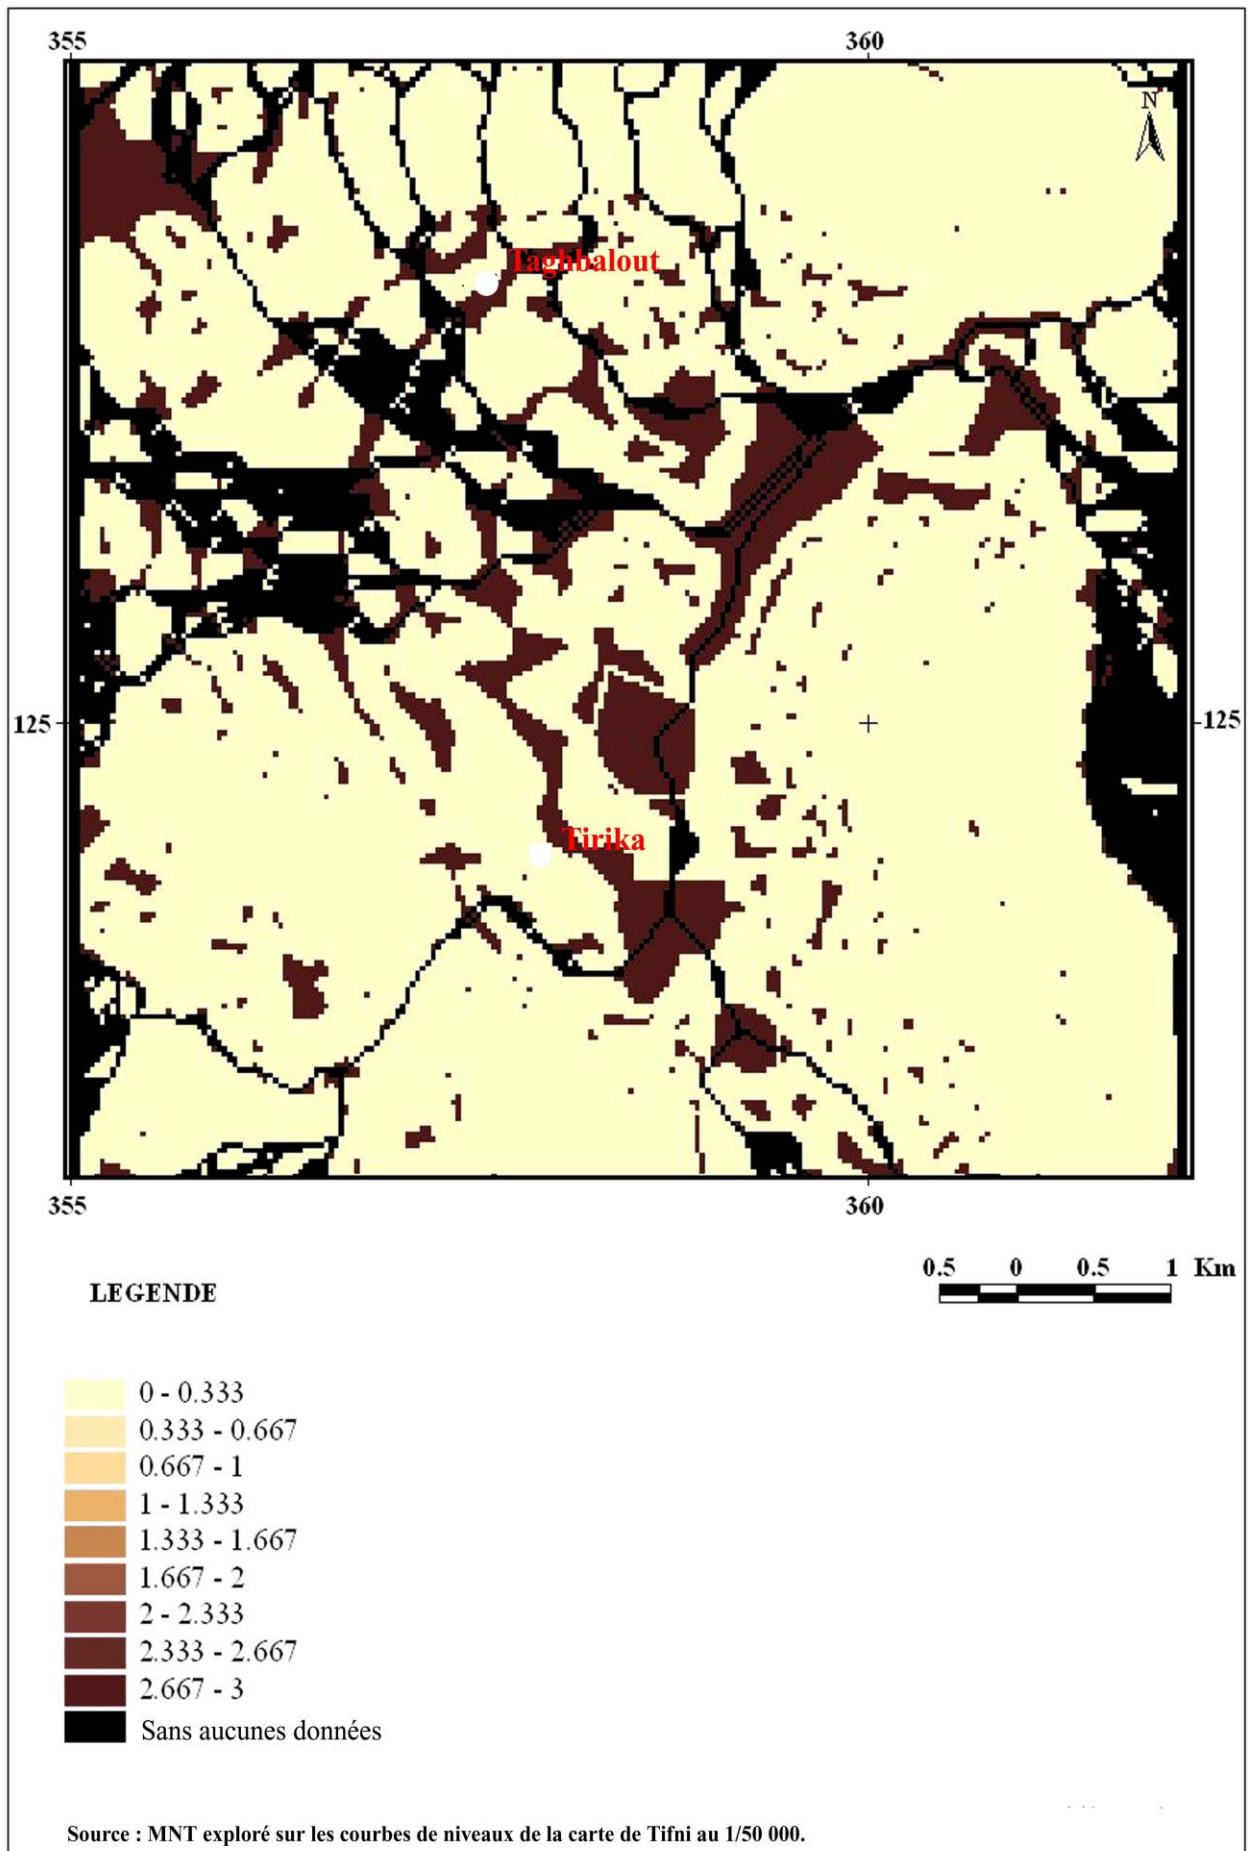 355 360
N
Taghbalout
125 125
Tirika
355 360
0.5 0 0.5 1 Km
LEGENDE
0 - 0.333
0.333 - 0.667
0.667 - 1
1 - 1.333
1.333 - 1.667
1.667 - 2
2 - 2.333
2.333 - 2.667
2.667 - 3
Sans aucunes données
Source : MNT exploré sur les courbes de niveaux de la carte de Tifni au 1/50 000.